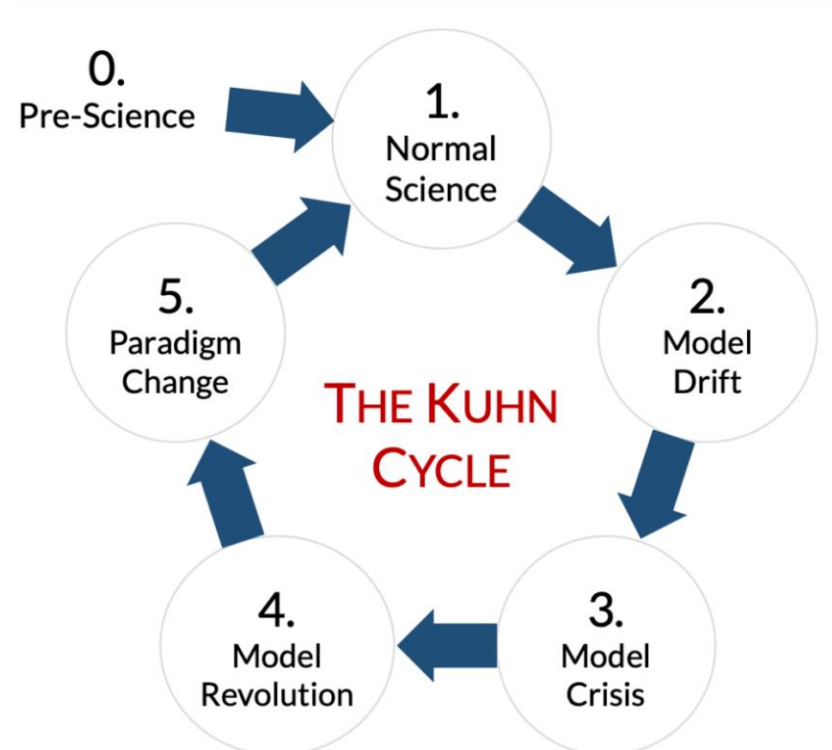 0.
Pre-Science
1.
Normal
Science
2.
Model
Drift
3.
Model
Crisis
4.
Model
Revolution
5.
Paradigm
Change
THE KUHN
CYCLE